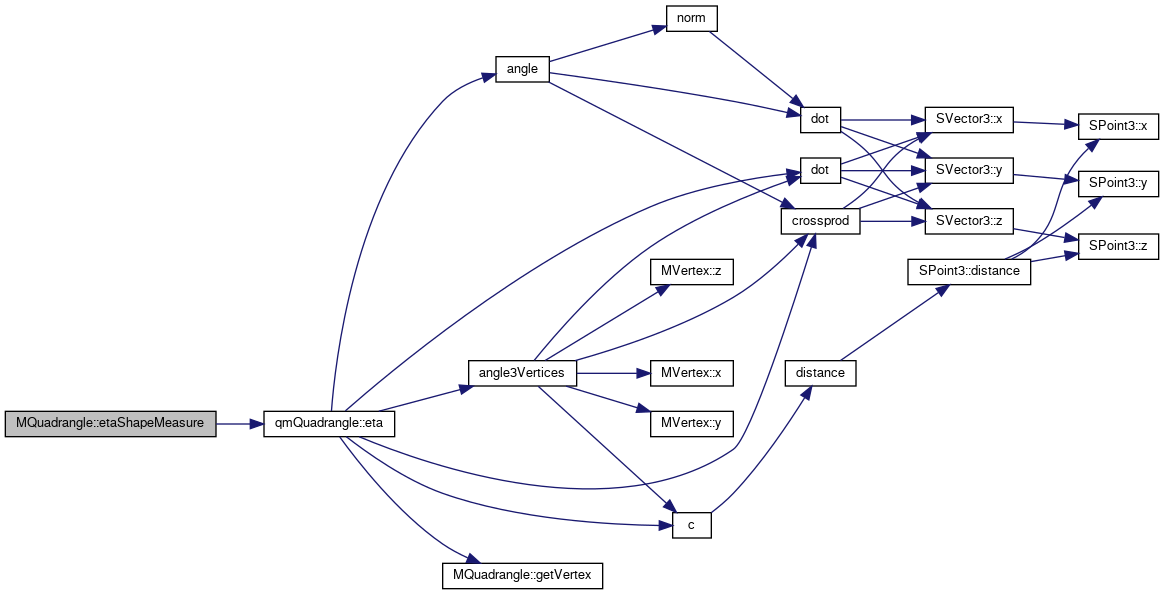 norm
angle
dot
SVector3::x
SPoint3::x
dot
SVector3::y
SPoint3::y
crossprod
SVector3::z
SPoint3::z
MVertex::z
SPoint3::distance
angle3Vertices
MVertex::x
distance
MQuadrangle::etaShapeMeasure
qmQuadrangle::eta
MVertex::y
c
MQuadrangle::getVertex